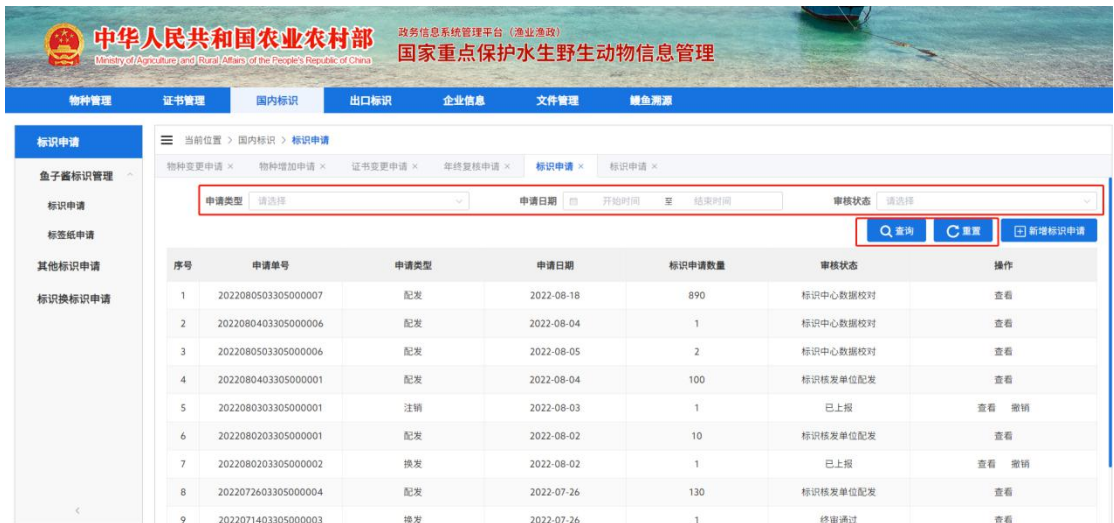 政务信息系统管理平台（渔业渔政）
中华人民共和国农业农村部
国家重点保护水生野生动物信息管理
Ministry of Agriculture and Rural Affairs of the People's Republic of China
物种管理 证书管理 国内标识 出口标识 企业信息 文件管理 鳗鱼溯源
标识申请
鱼子酱标识管理
标识申请
标签纸申请
其他标识申请
标识换标识申请
当前位置 > 国内标识 > 标识申请
物种变更申请 × 物种增加申请 × 证书变更申请 × 年终复核申请 × 标识申请 × 标识申请 ×
申请类型 请选择 申请日期 开始时间 至 结束时间 审核状态 请选择
查询 重置 新增标识申请
序号 申请单号 申请类型 申请日期 标识申请数量 审核状态 操作
1 2022080503305000007 配发 2022-08-18 890 标识中心数据校对 查看
2 2022080403305000006 配发 2022-08-04 1 标识中心数据校对 查看
3 2022080503305000006 配发 2022-08-05 2 标识中心数据校对 查看
4 2022080403305000001 配发 2022-08-04 100 标识核发单位配发 查看
5 2022080303305000001 注销 2022-08-03 1 已上报 查看 撤销
6 2022080203305000001 配发 2022-08-02 10 标识核发单位配发 查看
7 2022080203305000002 换发 2022-08-02 1 已上报 查看 撤销
8 2022072603305000004 配发 2022-07-26 130 标识核发单位配发 查看
9 2022071403305000003 换发 2022-07-26 1 终审通过 查看